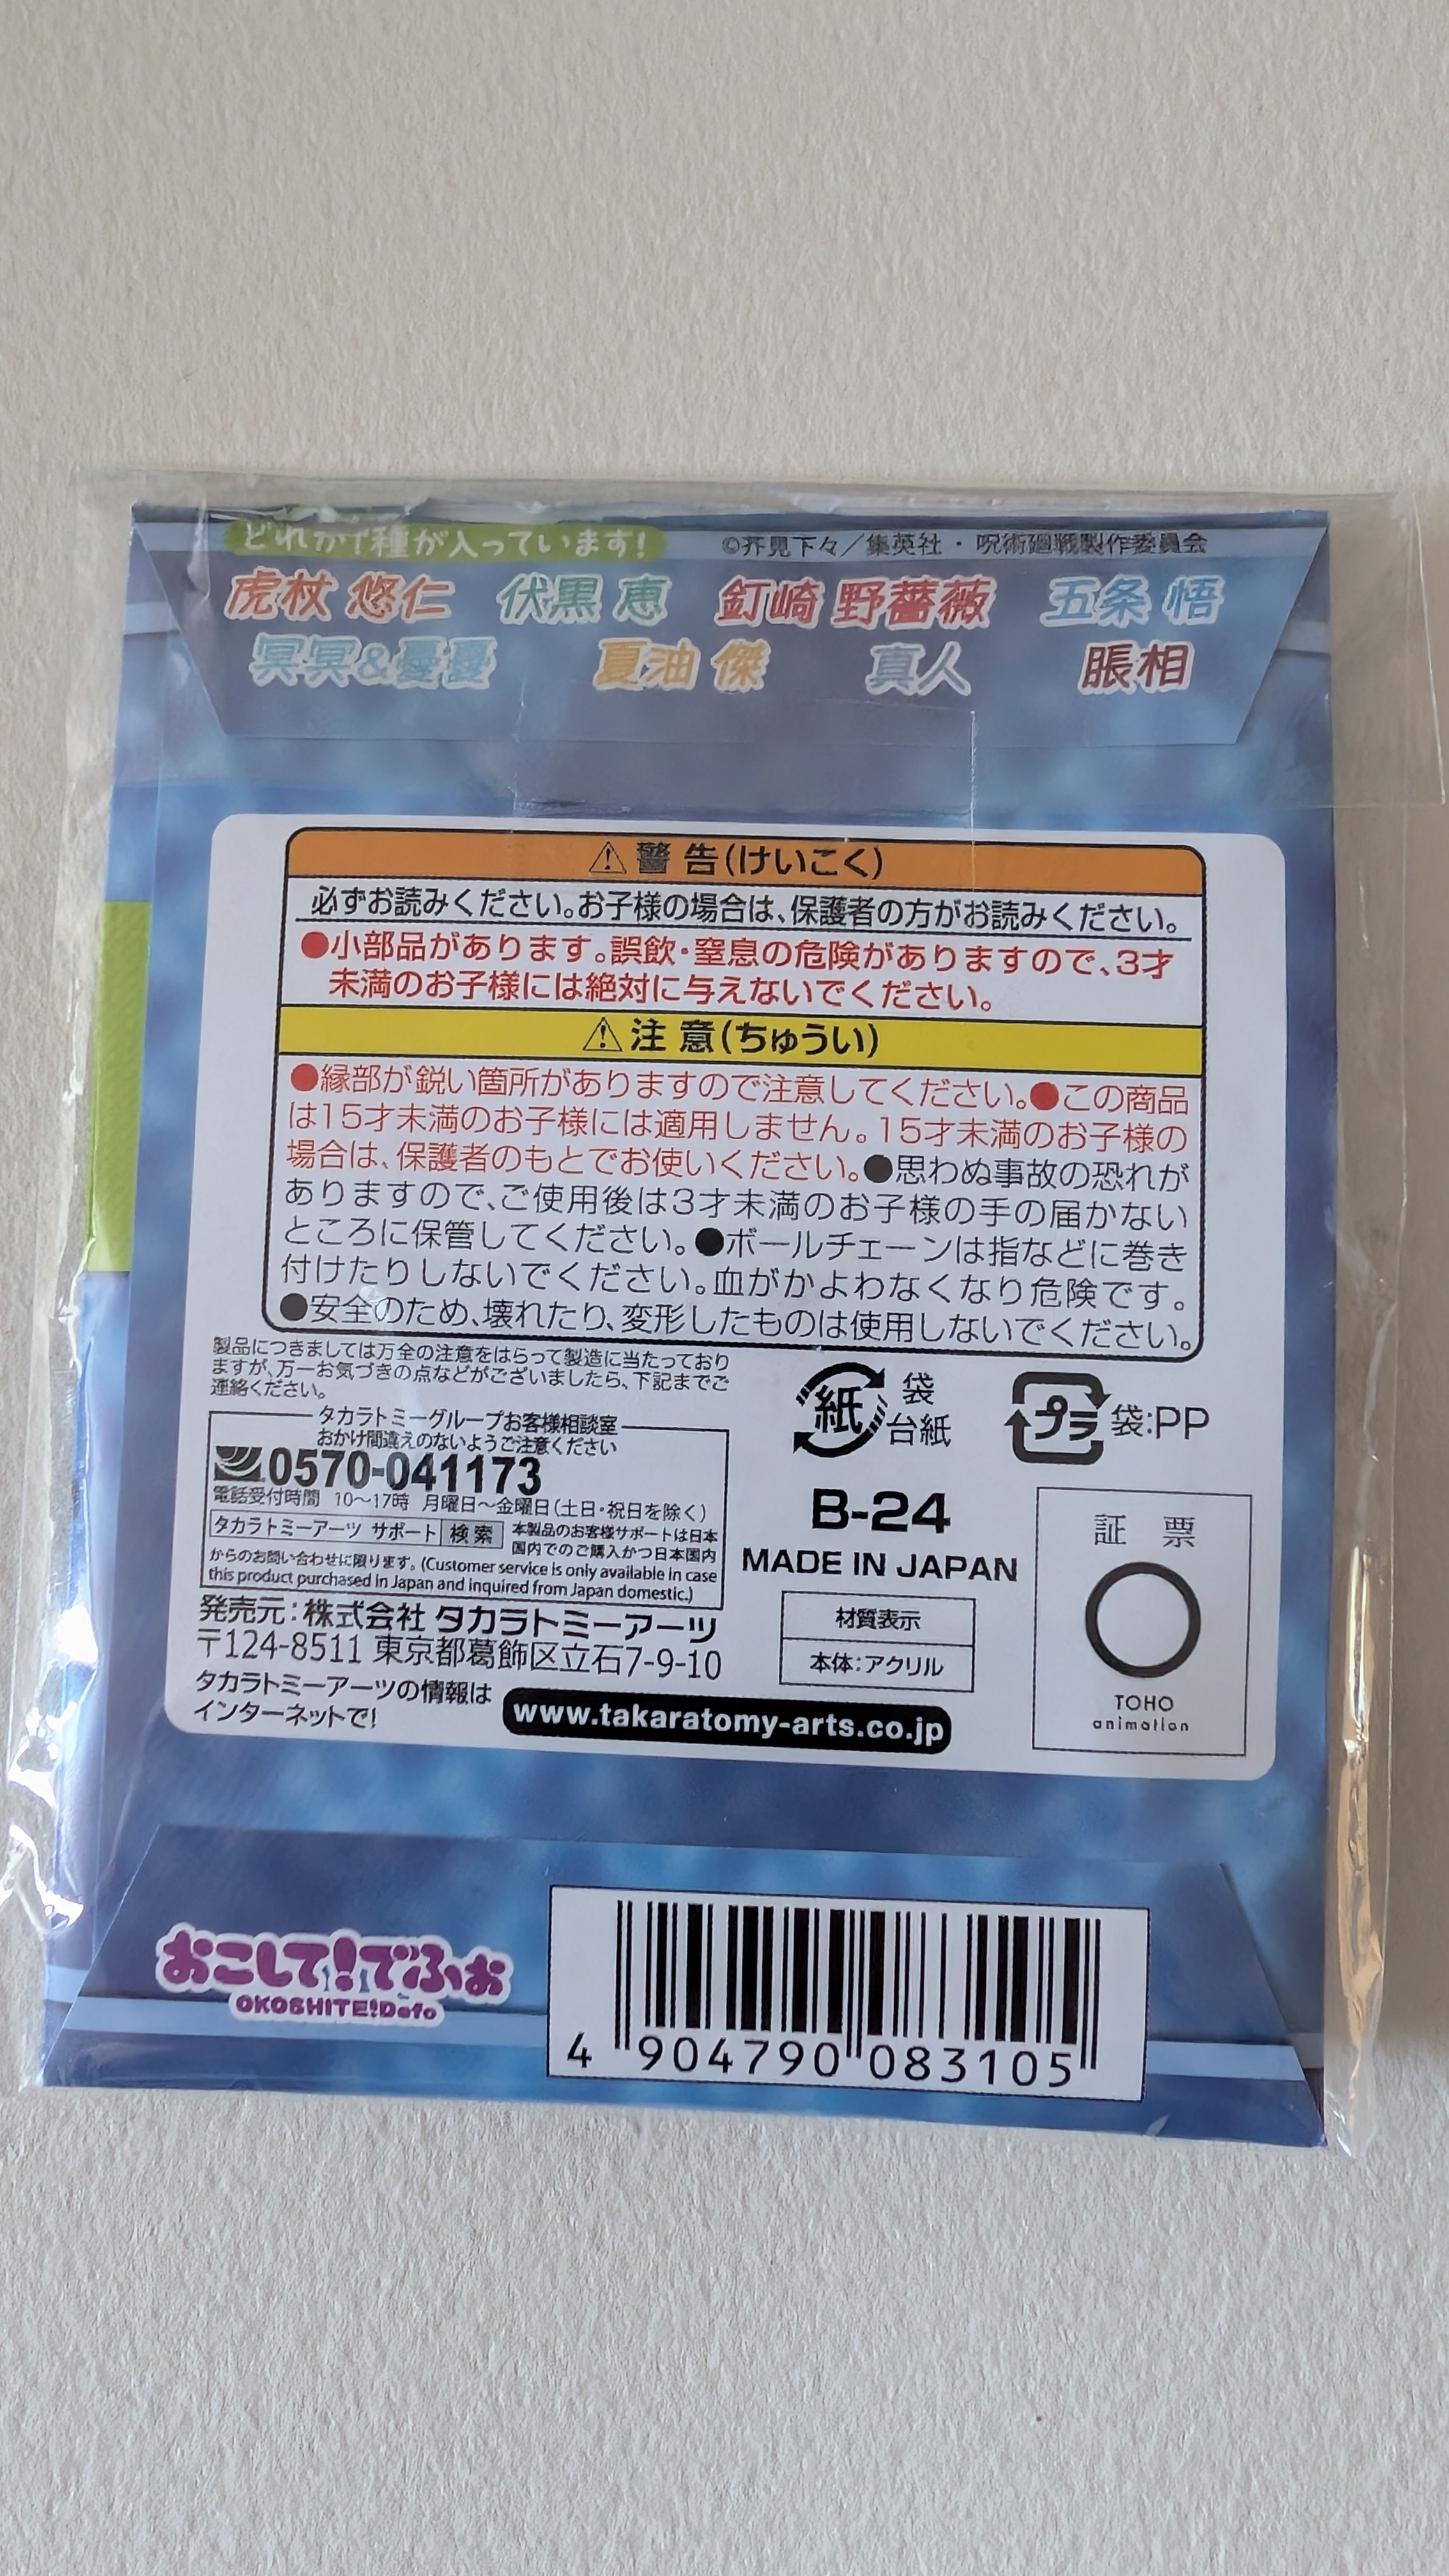 どれか1種が入っています!
©芥見下々/集英社・呪術廻戦製作委員会
虎杖 悠仁 伏黒 恵 釘崎 野薔薇 五条 悟
冥冥&憂憂 夏油 傑 真人 脹相
⚠警 告(けいこく)
必ずお読みください。お子様の場合は、保護者の方がお読みください。
●小部品があります。誤飲・窒息の危険がありますので、3才
未満のお子様には絶対に与えないでください。
⚠注 意(ちゅうい)
●縁部が鋭い箇所がありますので注意してください。●この商品
は15才未満のお子様には適用しません。15才未満のお子様の
場合は、保護者のもとでお使いください。●思わぬ事故の恐れが
ありますので、ご使用後は3才未満のお子様の手の届かない
ところに保管してください。●ボールチェーンは指などに巻き
付けたりしないでください。血がかよわなくなり危険です。
●安全のため、壊れたり、変形したものは使用しないでください。
製品につきましては万全の注意をはらって製造に当たっており
ますが、万一お気づきの点などがございましたら、下記までご
連絡ください。
タカラトミーグループお客様相談室
おかけ間違えのないようご注意ください
0570-041173
電話受付時間 10〜17時 月曜日〜金曜日(土日・祝日を除く)
タカラトミーアーツ サポート 検索 本製品のお客様サポートは日本
国内でのご購入かつ日本国内
からのお問い合わせに限ります。(Customer service is only available in case
this product purchased in Japan and inquired from Japan domestic.)
発売元:株式会社 タカラトミーアーツ
〒124-8511 東京都葛飾区立石7-9-10
タカラトミーアーツの情報は
インターネットで!
www.takaratomy-arts.co.jp
紙 袋
台紙
プラ 袋:PP
B-24
MADE IN JAPAN
材質表示
本体:アクリル
証 票
TOHO
animation
おこして!でふぉ
OKOSHITE!Defo
4 904790 083105